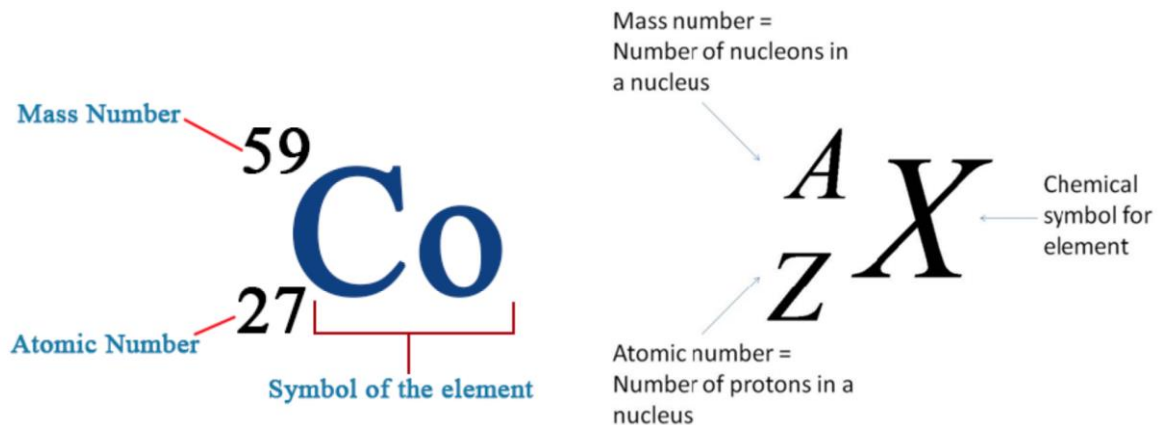 Mass Number
59
Co
27
Atomic Number
Symbol of the element
Mass number =
Number of nucleons in
a nucleus
A
X
Z
Chemical
symbol for
element
Atomic number =
Number of protons in a
nucleus